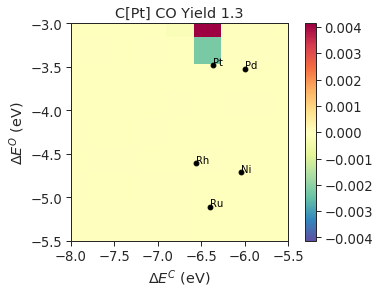 C[Pt] CO Yield 1.3
−3.0
−3.5
−4.0
−4.5
−5.0
−5.5
ΔE^O (eV)
Pt
Pd
Rh
Ni
Ru
−8.0 −7.5 −7.0 −6.5 −6.0 −5.5
ΔE^C (eV)
0.004
0.003
0.002
0.001
0.000
−0.001
−0.002
−0.003
−0.004